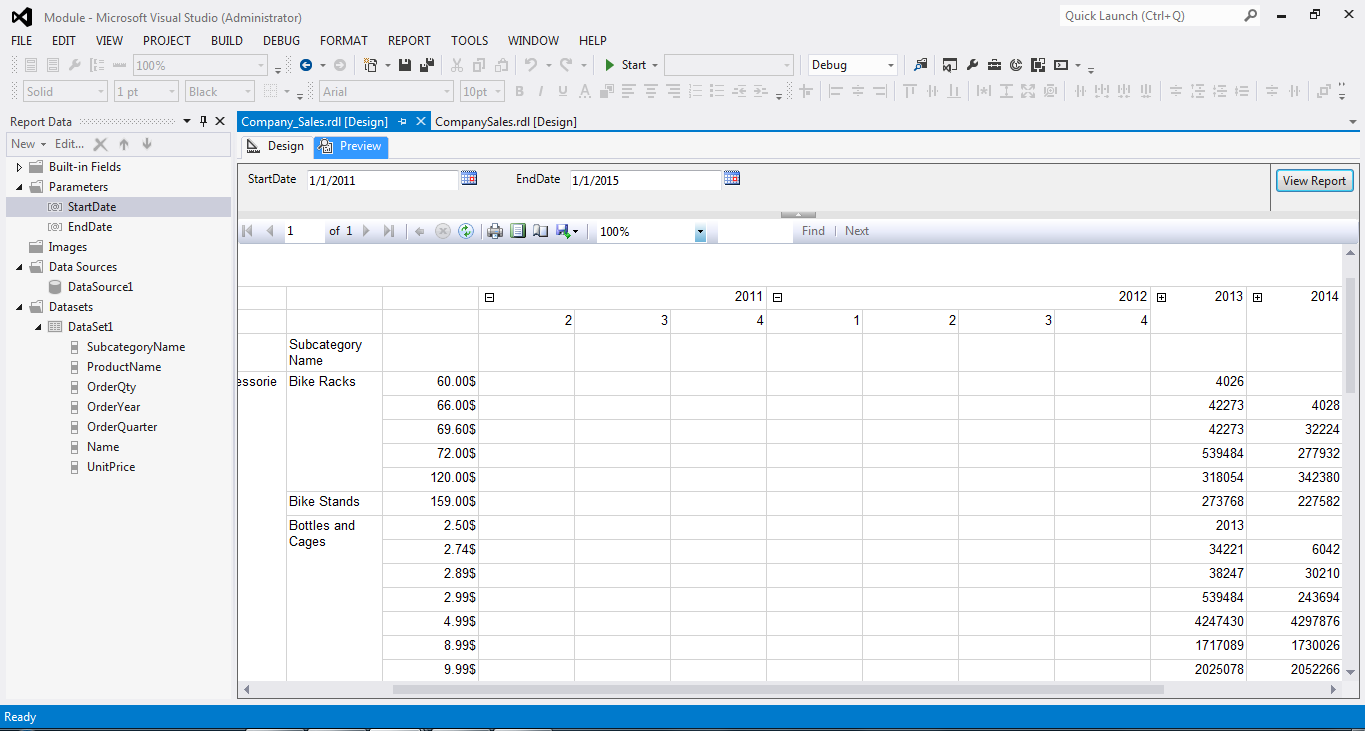 Module - Microsoft Visual Studio (Administrator)
Quick Launch (Ctrl+Q)
FILE EDIT VIEW PROJECT BUILD DEBUG FORMAT REPORT TOOLS WINDOW HELP
100% Start Debug
Solid 1 pt Black Arial 10pt B I U A
Report Data
Company_Sales.rdl [Design] CompanySales.rdl [Design]
New Edit...
Design Preview
Built-in Fields
Parameters
StartDate
EndDate
Images
Data Sources
DataSource1
Datasets
DataSet1
SubcategoryName
ProductName
OrderQty
OrderYear
OrderQuarter
Name
UnitPrice
StartDate 1/1/2011 EndDate 1/1/2015 View Report
1 of 1 100% Find | Next
2011 2012 2013 2014
2 3 4 1 2 3 4
Subcategory
Name
essorie Bike Racks 60.00$ 4026
66.00$ 42273 4028
69.60$ 42273 32224
72.00$ 539484 277932
120.00$ 318054 342380
Bike Stands 159.00$ 273768 227582
Bottles and
Cages 2.50$ 2013
2.74$ 34221 6042
2.89$ 38247 30210
2.99$ 539484 243694
4.99$ 4247430 4297876
8.99$ 1717089 1730026
9.99$ 2025078 2052266
Ready